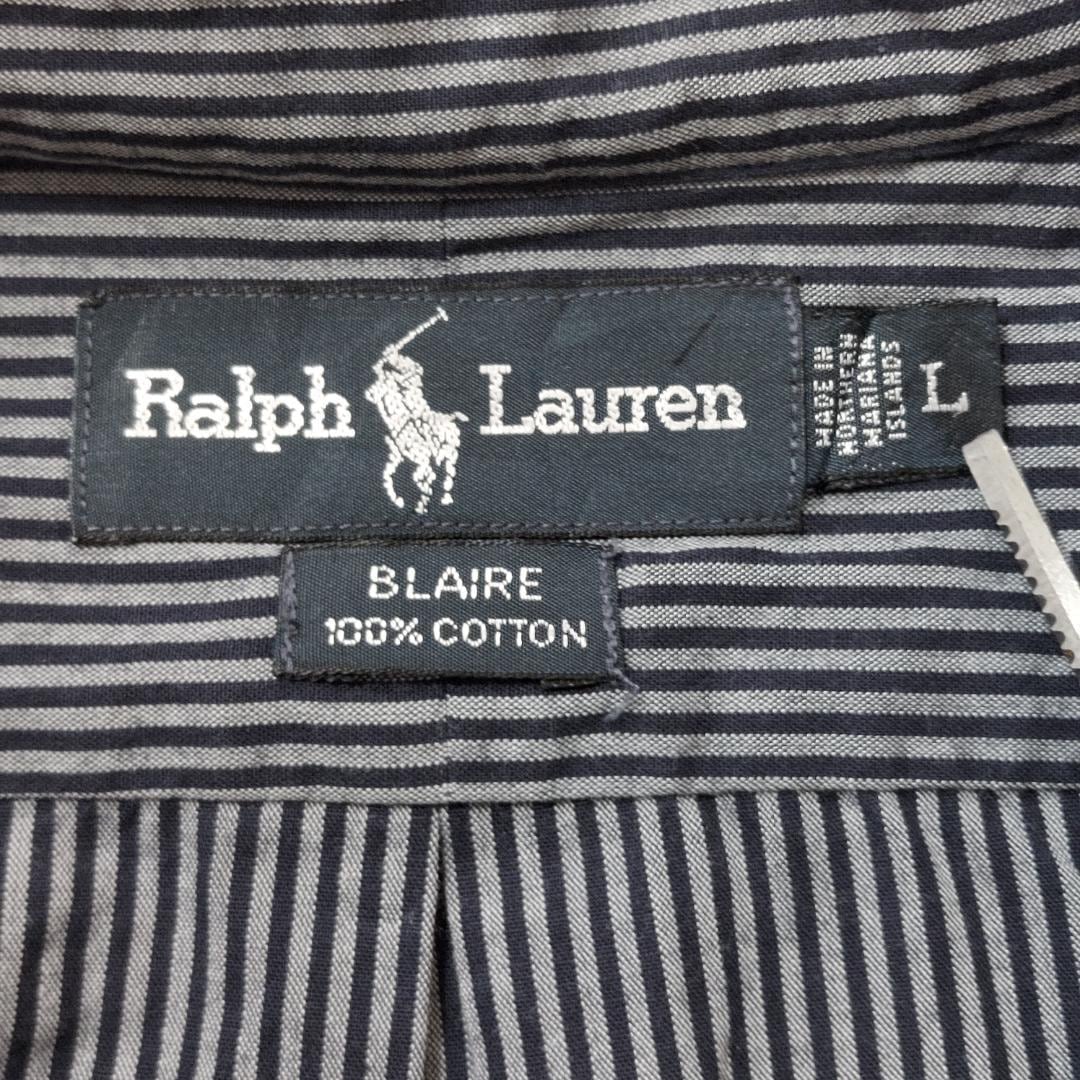 Ralph Lauren
MADE IN
NORTHERN
MARIANA
ISLANDS
L
BLAIRE
100% COTTON